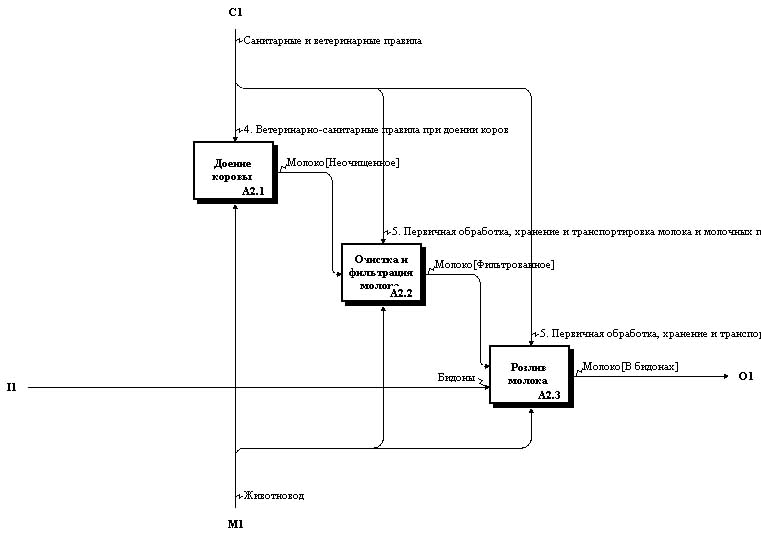 C1
Санитарные и ветеринарные правила
4. Ветеринарно-санитарные правила при доении коров
Доение
коровы
A2.1
Молоко[Неочищенное]
5. Первичная обработка, хранение и транспортировка молока и молочных п
Очистка и
фильтрация
молока
A2.2
Молоко[Фильтрованное]
5. Первичная обработка, хранение и транспор
Розлив
молока
A2.3
Молоко[В бидонах]
Бидоны
I1
O1
Животновод
M1